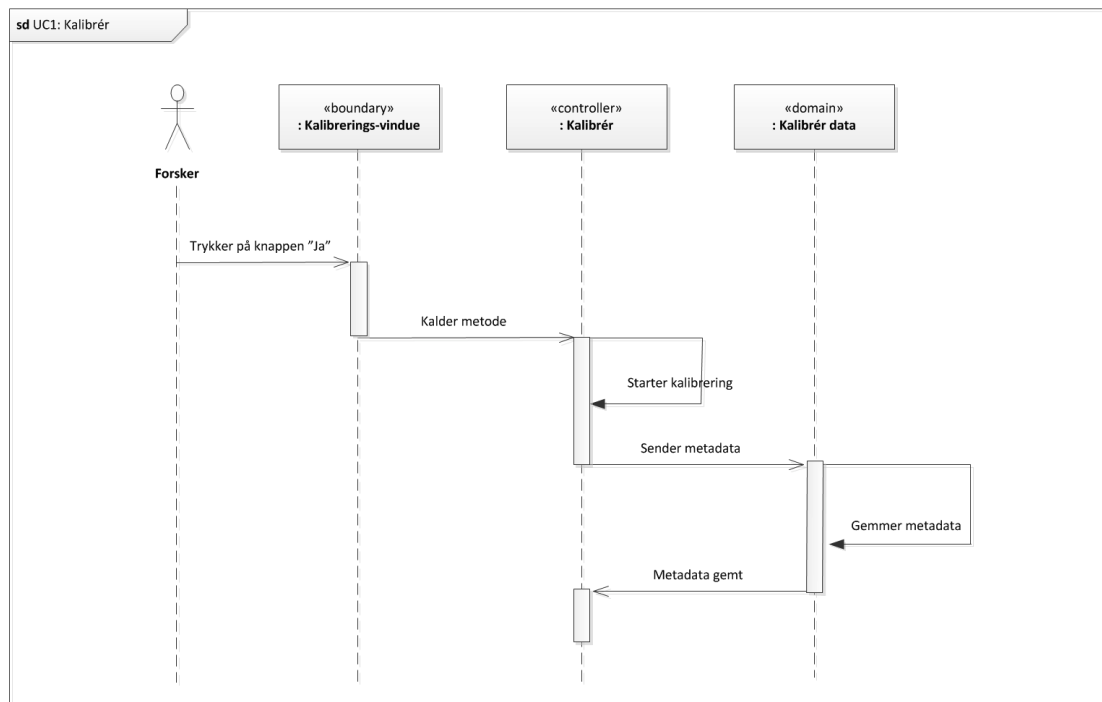 sd UC1: Kalibrér
«boundary»
: Kalibrerings-vindue
«controller»
: Kalibrér
«domain»
: Kalibrér data
Forsker
Trykker på knappen ”Ja”
Kalder metode
Starter kalibrering
Sender metadata
Gemmer metadata
Metadata gemt